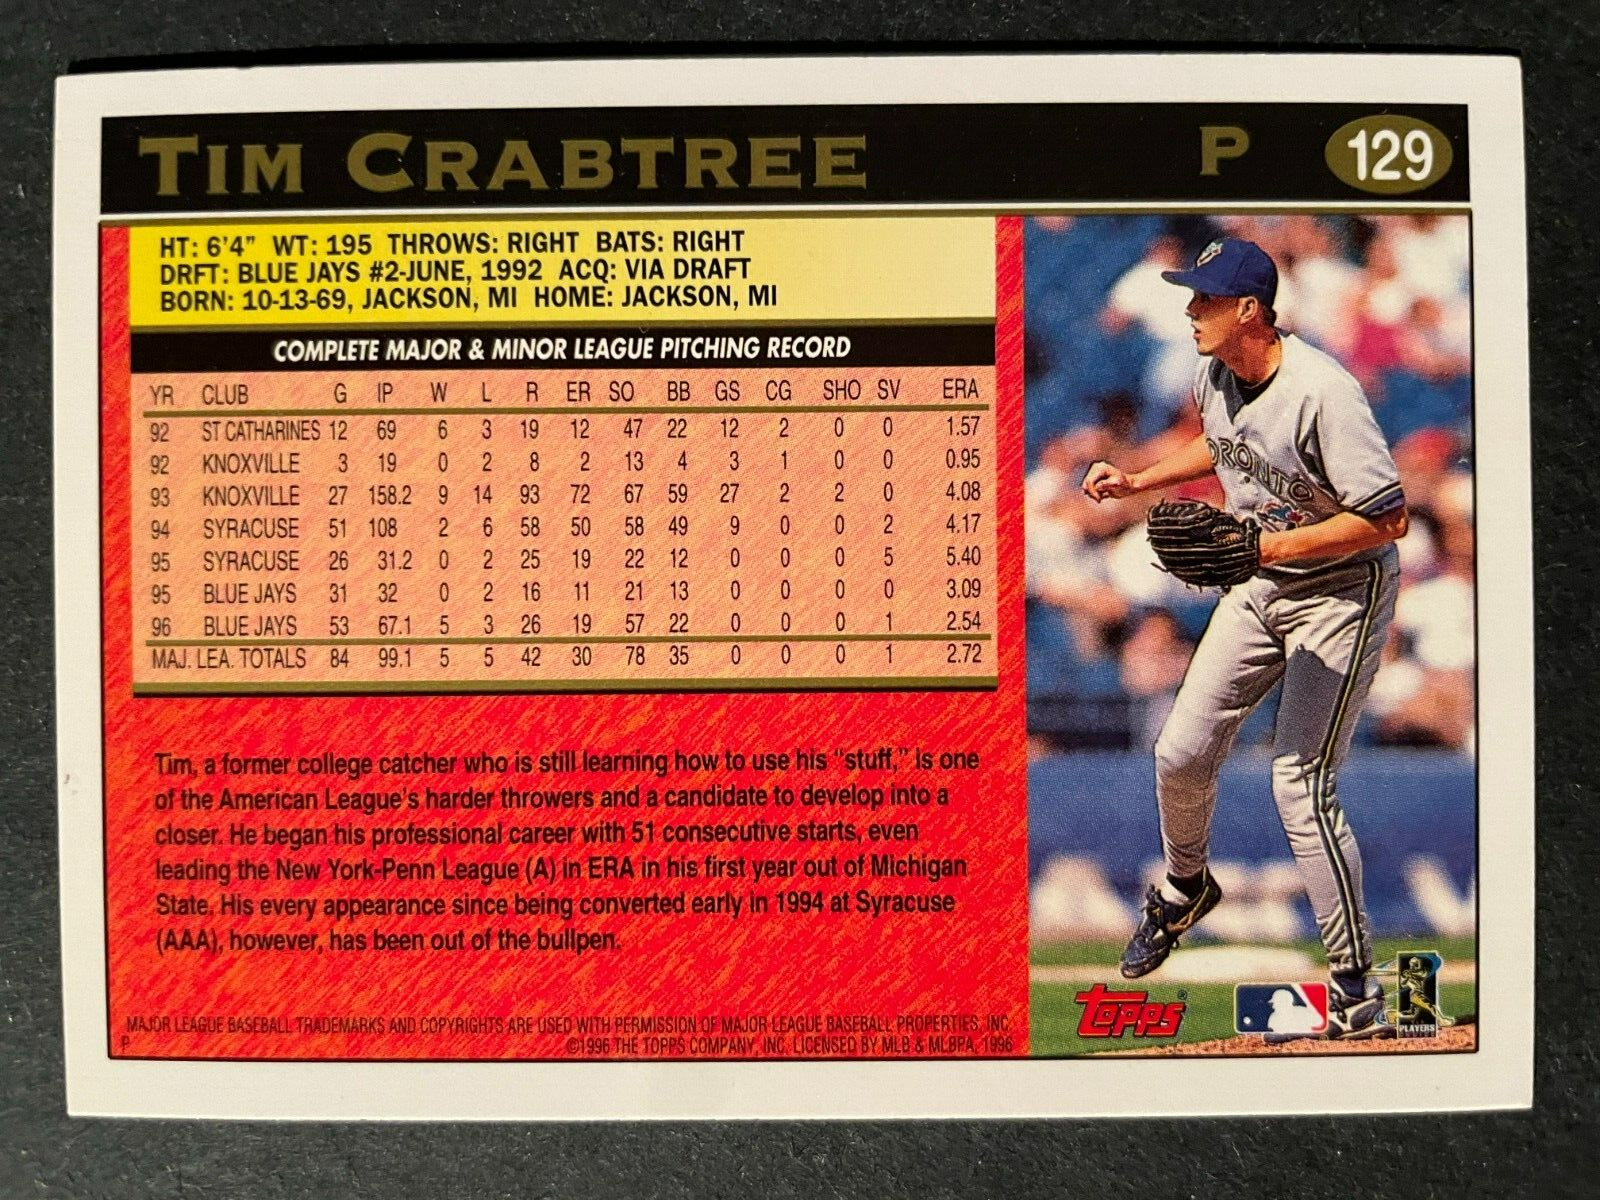 TIM CRABTREE P 129
HT: 6'4" WT: 195 THROWS: RIGHT BATS: RIGHT
DRFT: BLUE JAYS #2-JUNE, 1992 ACQ: VIA DRAFT
BORN: 10-13-69, JACKSON, MI HOME: JACKSON, MI
COMPLETE MAJOR & MINOR LEAGUE PITCHING RECORD
YR CLUB G IP W L R ER SO BB GS CG SHO SV ERA
92 ST CATHARINES 12 69 6 3 19 12 47 22 12 2 0 0 1.57
92 KNOXVILLE 3 19 0 2 8 2 13 4 3 1 0 0 0.95
93 KNOXVILLE 27 158.2 9 14 93 72 67 59 27 2 2 0 4.08
94 SYRACUSE 51 108 2 6 58 50 58 49 9 0 0 2 4.17
95 SYRACUSE 26 31.2 0 2 25 19 22 12 0 0 0 5 5.40
95 BLUE JAYS 31 32 0 2 16 11 21 13 0 0 0 0 3.09
96 BLUE JAYS 53 67.1 5 3 26 19 57 22 0 0 0 1 2.54
MAJ. LEA. TOTALS 84 99.1 5 5 42 30 78 35 0 0 0 1 2.72
Tim, a former college catcher who is still learning how to use his "stuff," is one
of the American League's harder throwers and a candidate to develop into a
closer. He began his professional career with 51 consecutive starts, even
leading the New York-Penn League (A) in ERA in his first year out of Michigan
State. His every appearance since being converted early in 1994 at Syracuse
(AAA), however, has been out of the bullpen.
MAJOR LEAGUE BASEBALL TRADEMARKS AND COPYRIGHTS ARE USED WITH PERMISSION OF MAJOR LEAGUE BASEBALL PROPERTIES, INC.
P ©1996 THE TOPPS COMPANY, INC. LICENSED BY MLB & MLBPA, 1996
ORONTO
topps®
PLAYERS